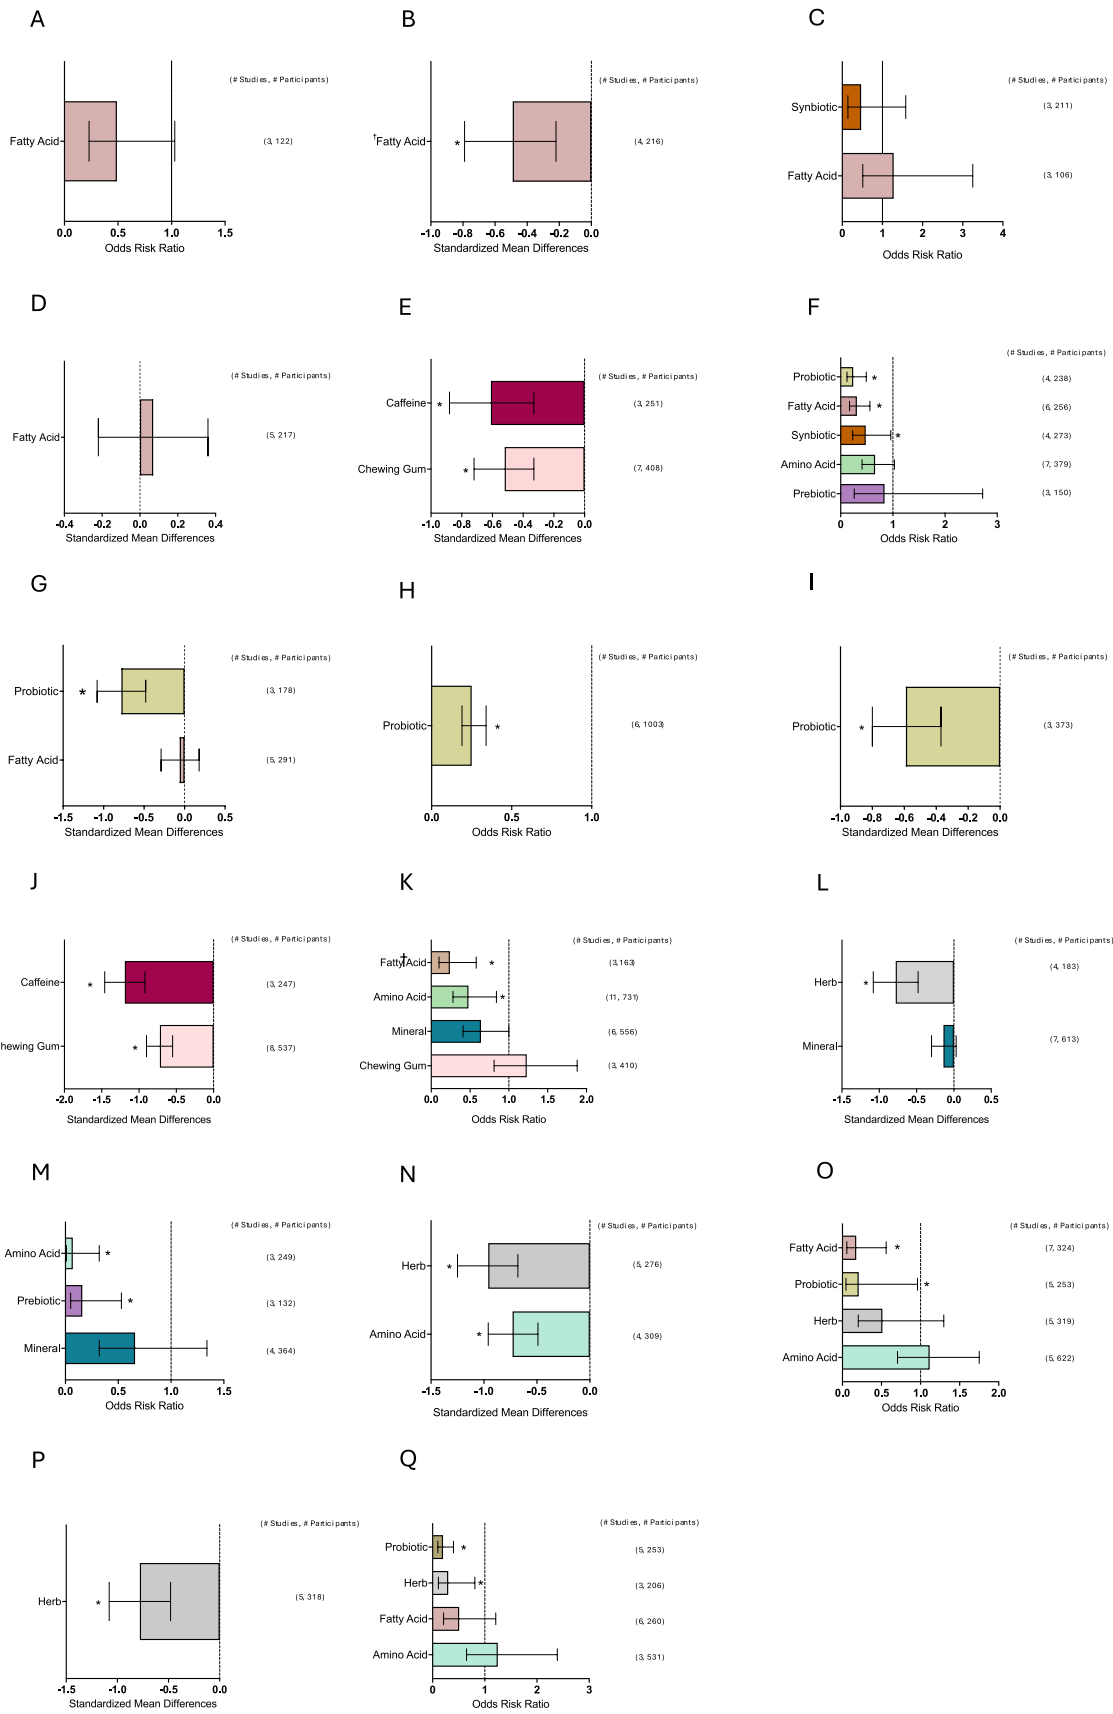 A
(# Studies, # Participants)
Fatty Acid
(3, 122)
0.0 0.5 1.0 1.5
Odds Risk Ratio
B
(# Studies, # Participants)
†Fatty Acid
*
(4, 216)
-1.0 -0.8 -0.6 -0.4 -0.2 0.0
Standardized Mean Differences
C
(# Studies, # Participants)
Synbiotic
(3, 211)
Fatty Acid
(3, 106)
0 1 2 3 4
Odds Risk Ratio
D
(# Studies, # Participants)
Fatty Acid
(5, 217)
-0.4 -0.2 0.0 0.2 0.4
Standardized Mean Differences
E
(# Studies, # Participants)
Caffeine
*
(3, 251)
Chewing Gum
*
(7, 408)
-1.0 -0.8 -0.6 -0.4 -0.2 0.0
Standardized Mean Differences
F
(# Studies, # Participants)
Probiotic
*
(4, 238)
Fatty Acid
*
(6, 256)
Synbiotic
*
(4, 273)
Amino Acid
(7, 379)
Prebiotic
(3, 150)
0 1 2 3
Odds Risk Ratio
G
(# Studies, # Participants)
Probiotic
*
(3, 178)
Fatty Acid
(5, 291)
-1.5 -1.0 -0.5 0.0 0.5
Standardized Mean Differences
H
(# Studies, # Participants)
Probiotic
*
(6, 1003)
0.0 0.5 1.0
Odds Risk Ratio
I
(# Studies, # Participants)
Probiotic
*
(3, 373)
-1.0 -0.8 -0.6 -0.4 -0.2 0.0
Standardized Mean Differences
J
(# Studies, # Participants)
Caffeine
*
(3, 247)
hewing Gum
*
(8, 537)
-2.0 -1.5 -1.0 -0.5 0.0
Standardized Mean Differences
K
(# Studies, # Participants)
†
Fatty Acid
*
(3,163)
Amino Acid
*
(11, 731)
Mineral
(6, 556)
Chewing Gum
(3, 410)
0.0 0.5 1.0 1.5 2.0
Odds Risk Ratio
L
(# Studies, # Participants)
Herb
*
(4, 183)
Mineral
(7, 613)
-1.5 -1.0 -0.5 0.0 0.5
Standardized Mean Differences
M
(# Studies, # Participants)
Amino Acid
*
(3, 249)
Prebiotic
*
(3, 132)
Mineral
(4, 364)
0.0 0.5 1.0 1.5
Odds Risk Ratio
N
(# Studies, # Participants)
Herb
*
(5, 276)
Amino Acid
*
(4, 309)
-1.5 -1.0 -0.5 0.0
Standardized Mean Differences
O
(# Studies, # Participants)
Fatty Acid
*
(7, 324)
Probiotic
*
(5, 253)
Herb
(5, 319)
Amino Acid
(5, 622)
0.0 0.5 1.0 1.5 2.0
Odds Risk Ratio
P
(# Studies, # Participants)
Herb
*
(5, 318)
-1.5 -1.0 -0.5 0.0
Standardized Mean Differences
Q
(# Studies, # Participants)
Probiotic
*
(5, 253)
Herb
*
(3, 206)
Fatty Acid
(6, 260)
Amino Acid
(3, 531)
0 1 2 3
Odds Risk Ratio